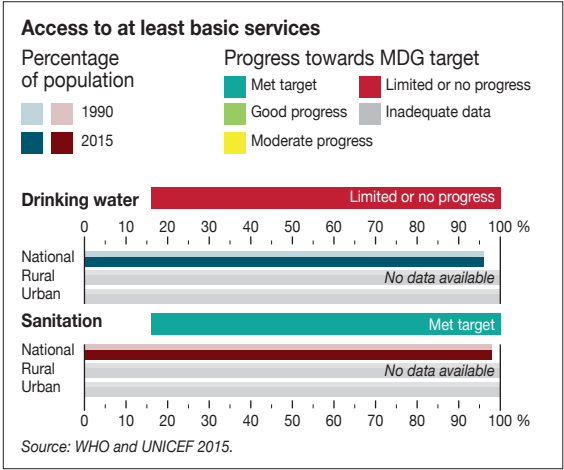 Access to at least basic services
Percentage
of population
1990
2015
Progress towards MDG target
Met target
Limited or no progress
Good progress
Inadequate data
Moderate progress
Drinking water
Limited or no progress
0 10 20 30 40 50 60 70 80 90 100 %
National
Rural
No data available
Urban
Sanitation
Met target
National
Rural
No data available
Urban
0 10 20 30 40 50 60 70 80 90 100 %
Source: WHO and UNICEF 2015.